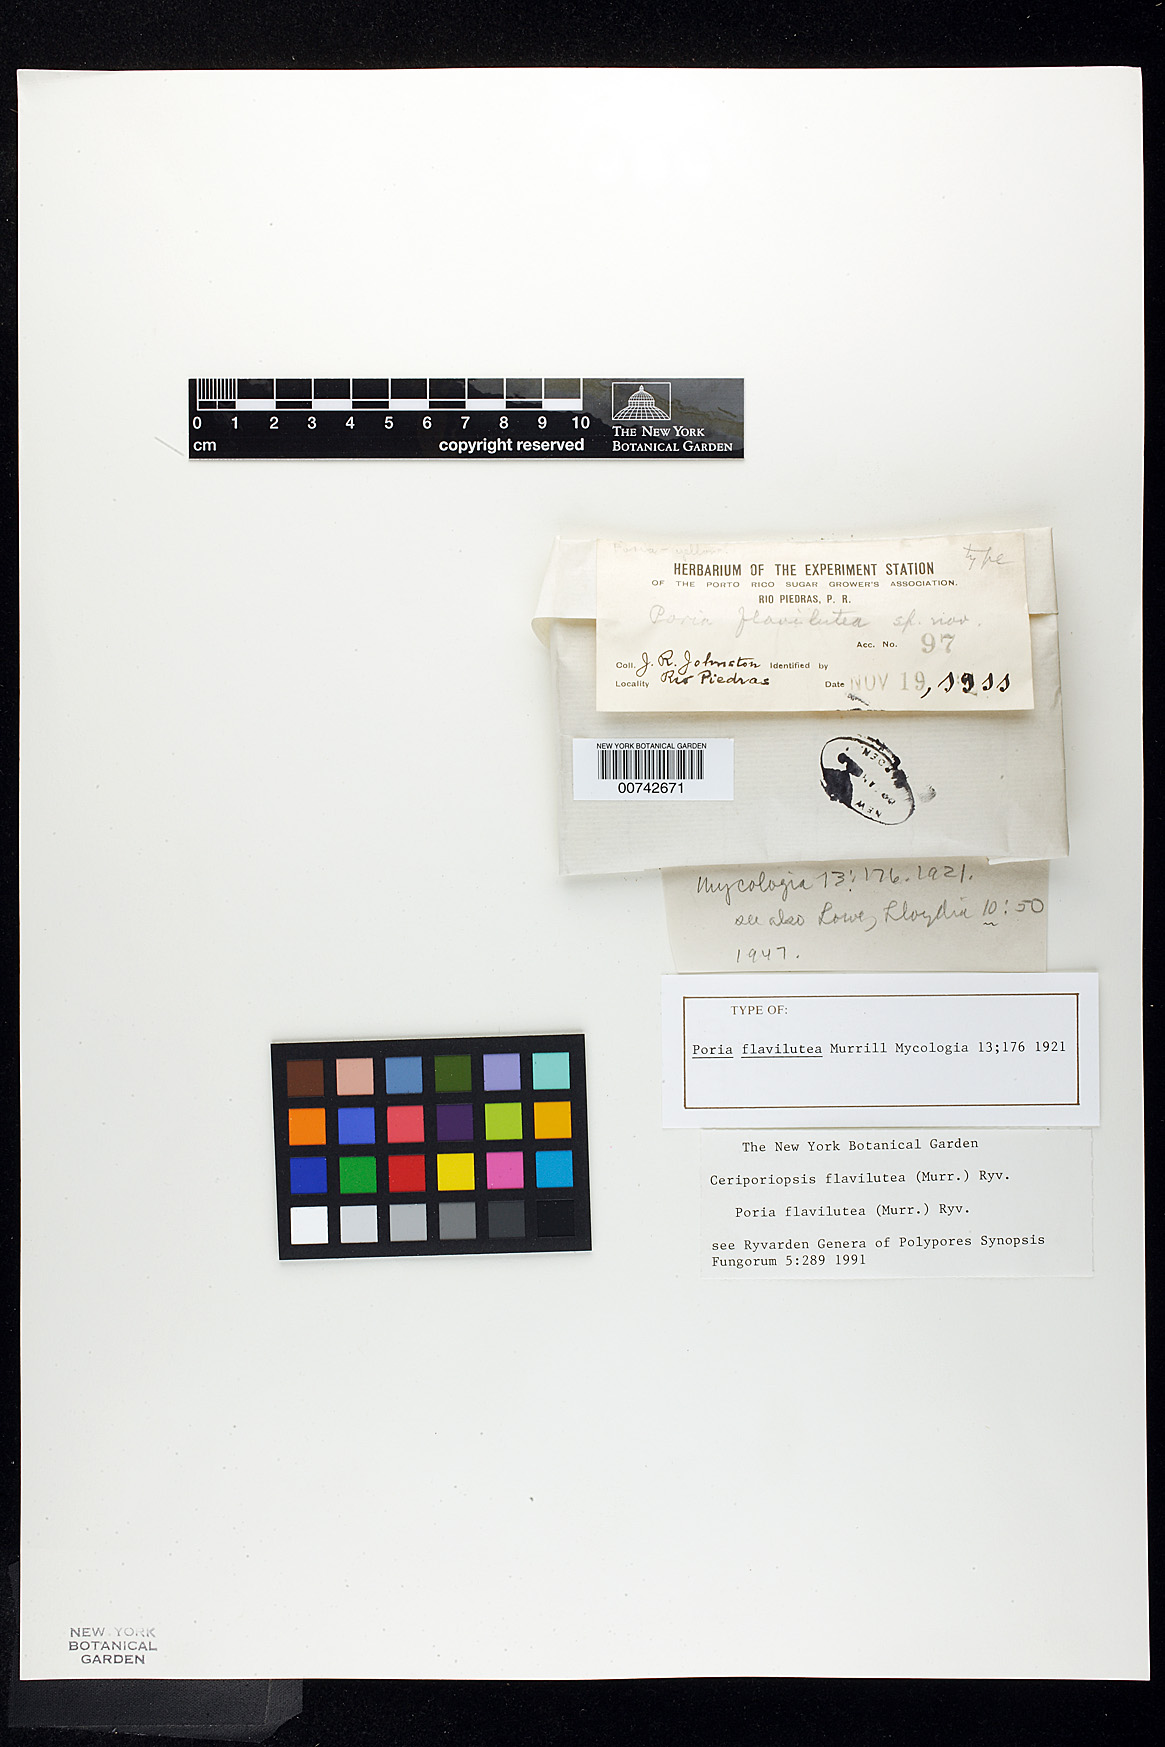 0 1 2 3 4 5 6 7 8 9 10
cm
copyright reserved
THE NEW YORK
BOTANICAL GARDEN
type
HERBARIUM OF THE EXPERIMENT STATION
OF THE PORTO RICO SUGAR GROWER'S ASSOCIATION.
RIO PIEDRAS, P. R.
Poria flavilutea sp. nov.
Acc. No. 97
Coll. J. R. Johnston Identified by
Locality Rio Piedras Date NOV 19, 1911
NEW YORK BOTANICAL GARDEN
00742671
NEW
DEN
Mycologia 13:176.1921.
see also Lowe, Lloydia 10:50
1947.
TYPE OF:
Poria flavilutea Murrill Mycologia 13;176 1921
The New York Botanical Garden
Ceriporiopsis flavilutea (Murr.) Ryv.
Poria flavilutea (Murr.) Ryv.
see Ryvarden Genera of Polypores Synopsis
Fungorum 5:289 1991
NEW YORK
BOTANICAL
GARDEN